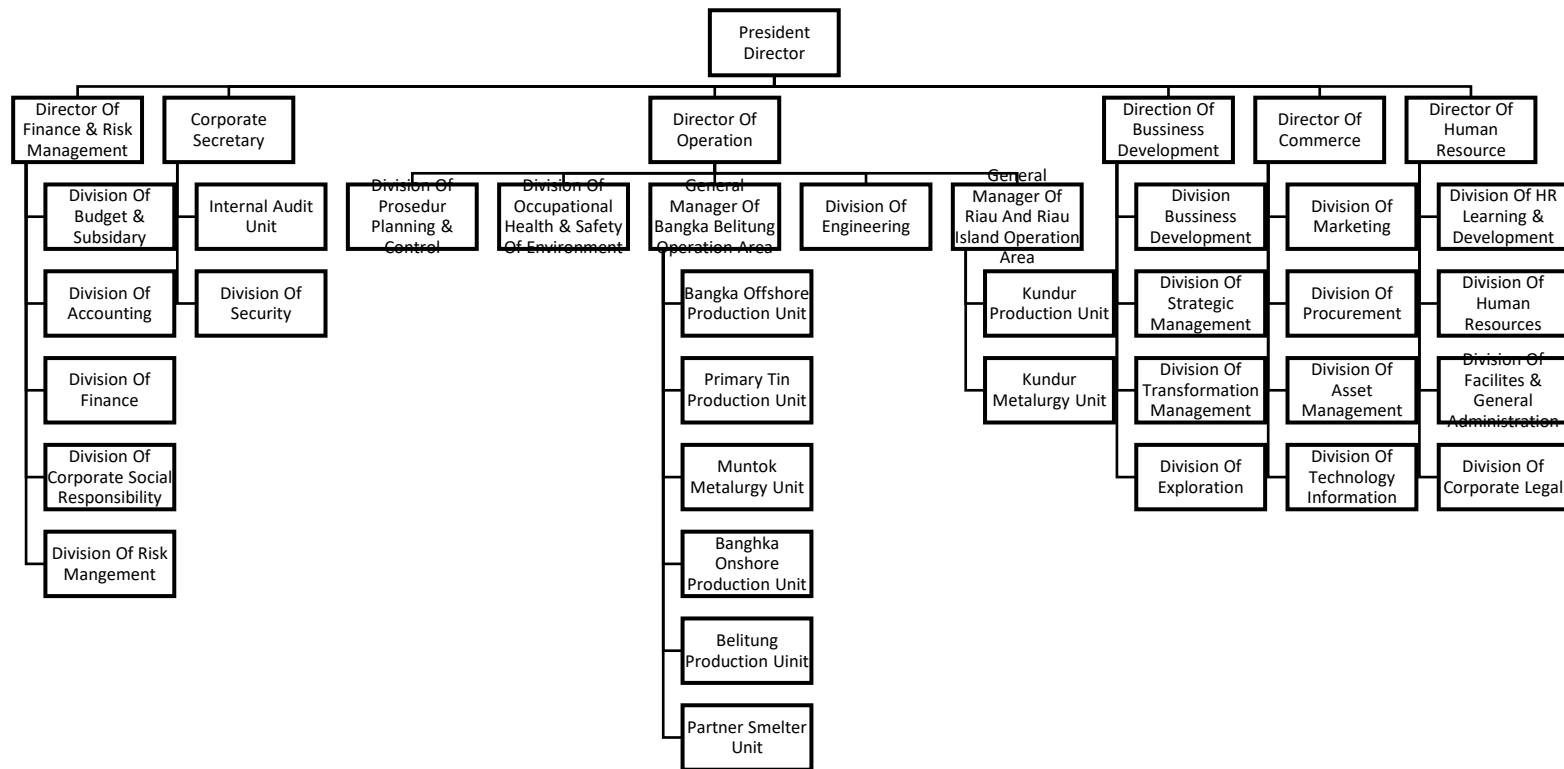 President
Director
Director Of
Finance & Risk
Management
Corporate
Secretary
Director Of
Operation
Direction Of
Bussiness
Development
Director Of
Commerce
Director Of
Human
Resource
Division Of
Budget &
Subsidary
Division Of
Accounting
Division Of
Finance
Division Of
Corporate Social
Responsibility
Division Of Risk
Mangement
Internal Audit
Unit
Division Of
Security
Division Of
Prosedur
Planning &
Control
Division Of
Occupational
Health & Safety
Of Environment
General
Manager Of
Bangka Belitung
Operation Area
Bangka Offshore
Production Unit
Primary Tin
Production Unit
Muntok
Metalurgy Unit
Banghka
Onshore
Production Unit
Belitung
Production Uinit
Partner Smelter
Unit
Division Of
Engineering
General
Manager Of
Riau And Riau
Island Operation
Area
Kundur
Production Unit
Kundur
Metalurgy Unit
Division
Bussiness
Development
Division Of
Strategic
Management
Division Of
Transformation
Management
Division Of
Exploration
Division Of
Marketing
Division Of
Procurement
Division Of
Asset
Management
Division Of
Technology
Information
Division Of HR
Learning &
Development
Division Of
Human
Resources
Division Of
Facilites &
General
Administration
Division Of
Corporate Legal